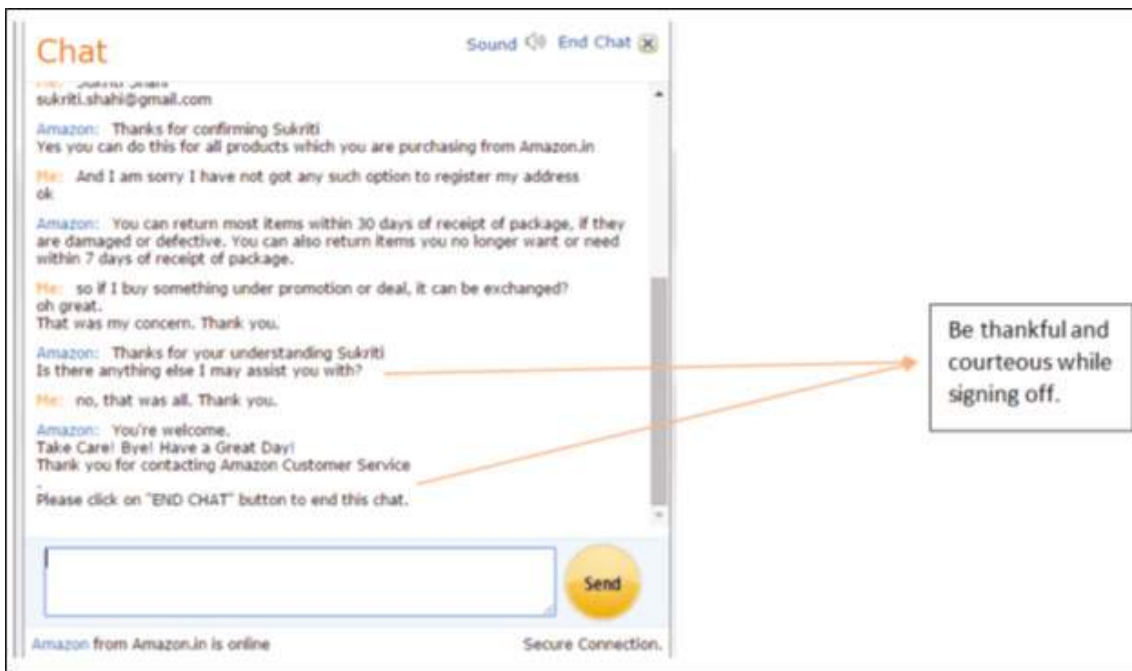 Chat
Sound End Chat
sukriti.shahi@gmail.com
Amazon: Thanks for confirming Sukriti
Yes you can do this for all products which you are purchasing from Amazon.in
Me: And I am sorry I have not got any such option to register my address
ok
Amazon: You can return most items within 30 days of receipt of package, if they
are damaged or defective. You can also return items you no longer want or need
within 7 days of receipt of package.
Me: so if I buy something under promotion or deal, it can be exchanged?
oh great.
That was my concern. Thank you.
Amazon: Thanks for your understanding Sukriti
Is there anything else I may assist you with?
Me: no, that was all. Thank you.
Amazon: You're welcome.
Take Care! Bye! Have a Great Day!
Thank you for contacting Amazon Customer Service
.
Please click on "END CHAT" button to end this chat.
Send
Amazon from Amazon.in is online
Secure Connection.
Be thankful and
courteous while
signing off.